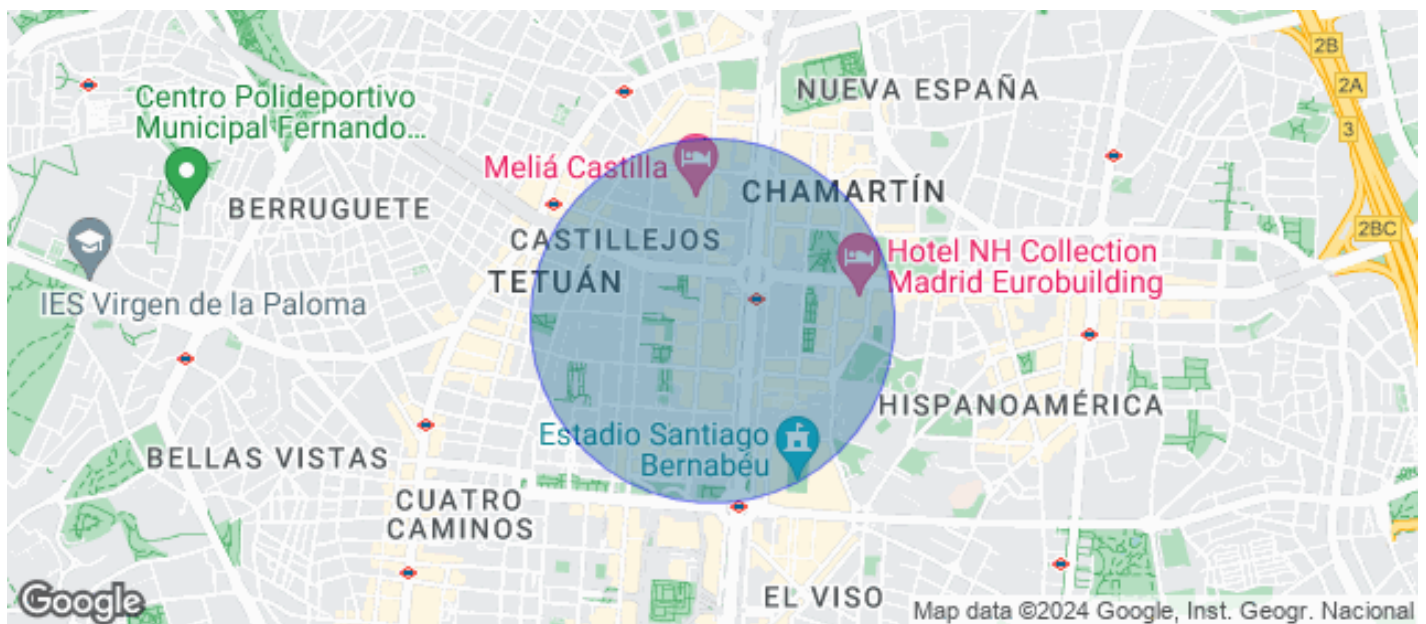 2B
2A
3
2BC
NUEVA ESPAÑA
Centro Polideportivo
Municipal Fernando...
Meliá Castilla
CHAMARTÍN
BERRUGUETE
CASTILLEJOS
TETUÁN
Hotel NH Collection
Madrid Eurobuilding
IES Virgen de la Paloma
HISPANOAMÉRICA
Estadio Santiago
Bernabéu
BELLAS VISTAS
CUATRO
CAMINOS
EL VISO
Google
Map data ©2024 Google, Inst. Geogr. Nacional